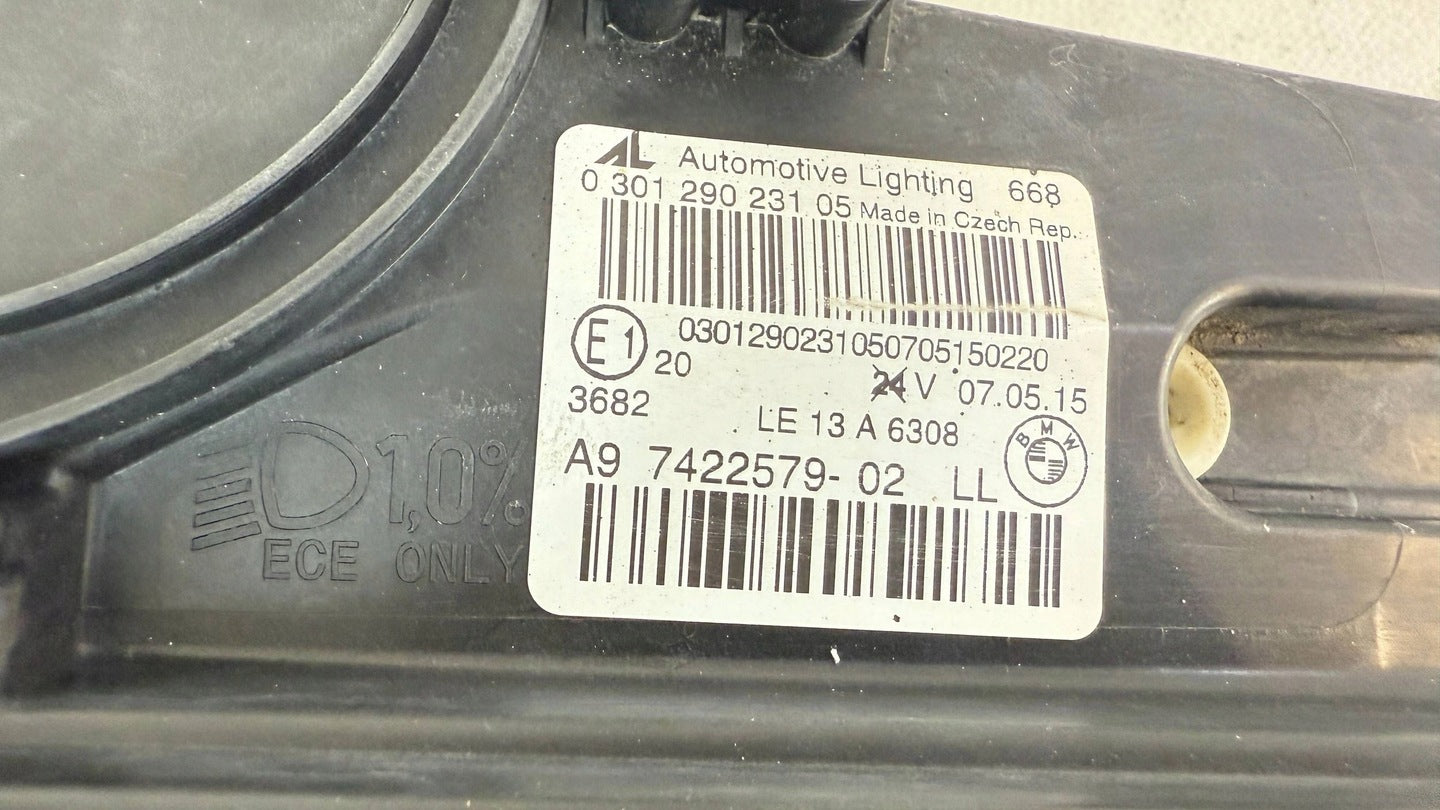 AL Automotive Lighting 668
0 301 290 231 05 Made in Czech Rep.
E1 0301290231050705150220
20 24 V 07.05.15
3682 LE 13 A 6308
BMW
A9 7422579-02 LL
1,0%
ECE ONLY